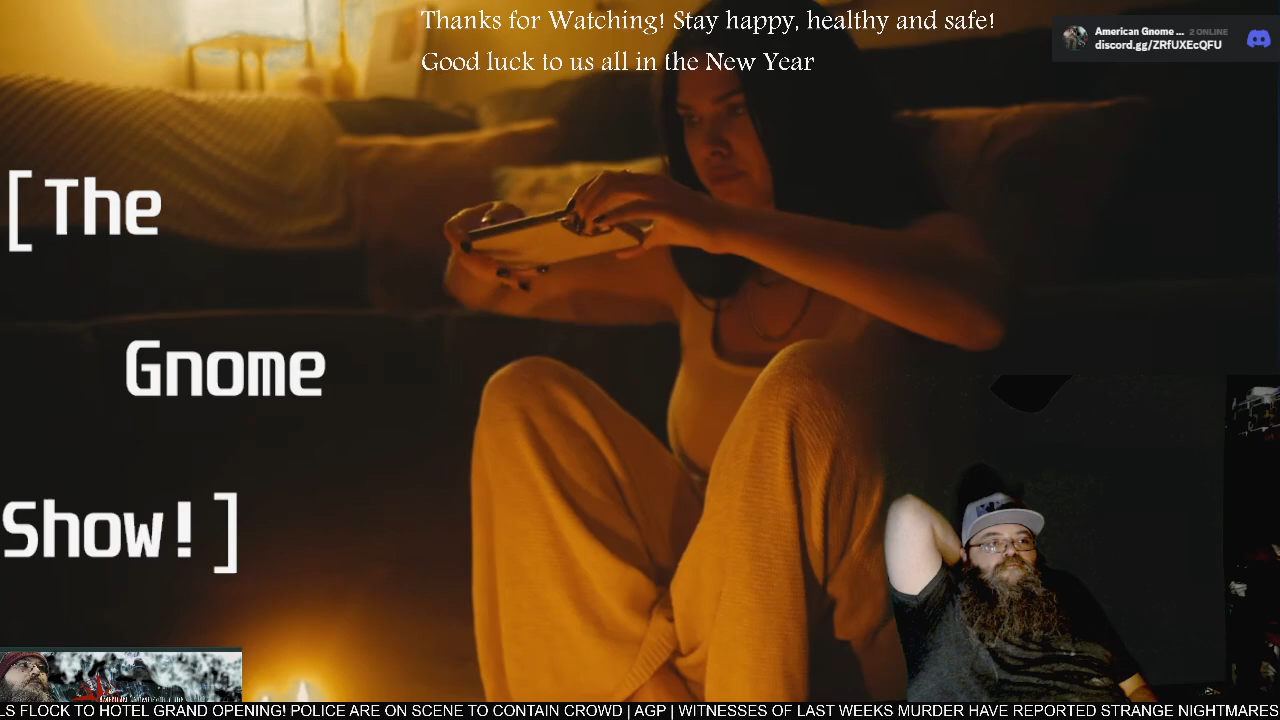 Thanks for Watching! Stay happy, healthy and safe!
Good luck to us all in the New Year
American Gnome ... 2 ONLINE
discord.gg/ZRfUXEcQFU
[The
Gnome
Show!]
S FLOCK TO HOTEL GRAND OPENING! POLICE ARE ON SCENE TO CONTAIN CROWD | AGP | WITNESSES OF LAST WEEKS MURDER HAVE REPORTED STRANGE NIGHTMARES